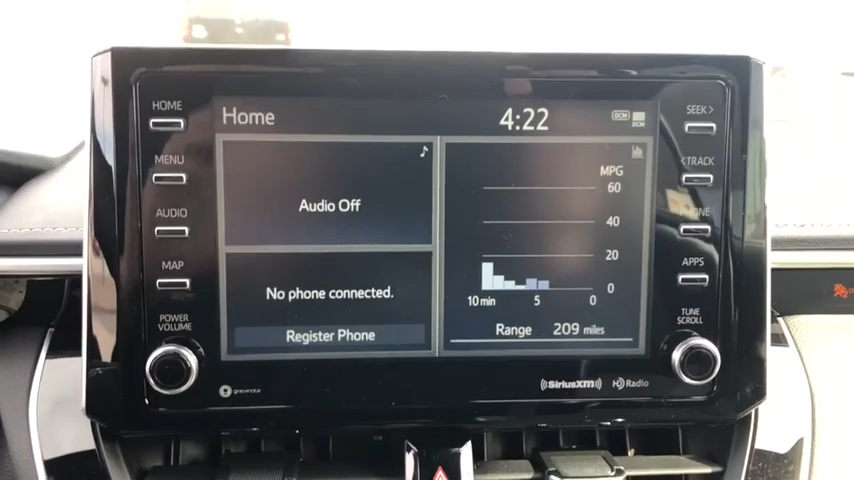 HOME
MENU
AUDIO
MAP
POWER
VOLUME
Home
4:22
DCM
DCM
Audio Off
No phone connected.
Register Phone
MPG
60
40
20
0
10 min 5 0
Range 209 miles
SEEK >
< TRACK
PHONE
APPS
TUNE
SCROLL
gracenote
((SiriusXM))
HD Radio